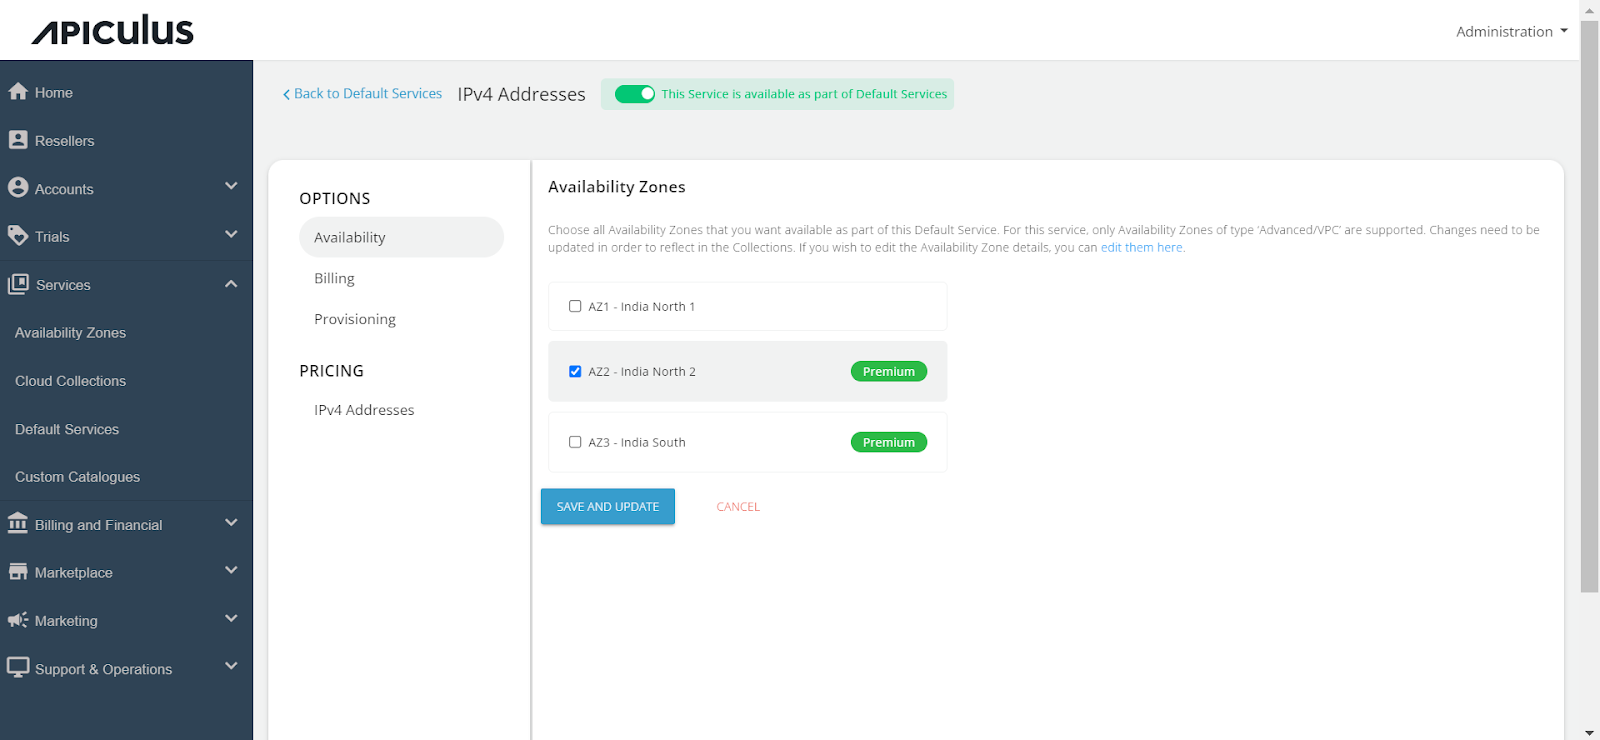 APICULUS
Administration
Home
Resellers
Accounts
Trials
Services
Availability Zones
Cloud Collections
Default Services
Custom Catalogues
Billing and Financial
Marketplace
Marketing
Support & Operations
Back to Default Services
IPv4 Addresses
This Service is available as part of Default Services
OPTIONS
Availability
Billing
Provisioning
PRICING
IPv4 Addresses
Availability Zones
Choose all Availability Zones that you want available as part of this Default Service. For this service, only Availability Zones of type 'Advanced/VPC' are supported. Changes need to be
updated in order to reflect in the Collections. If you wish to edit the Availability Zone details, you can edit them here.
AZ1 - India North 1
AZ2 - India North 2 Premium
AZ3 - India South Premium
SAVE AND UPDATE CANCEL